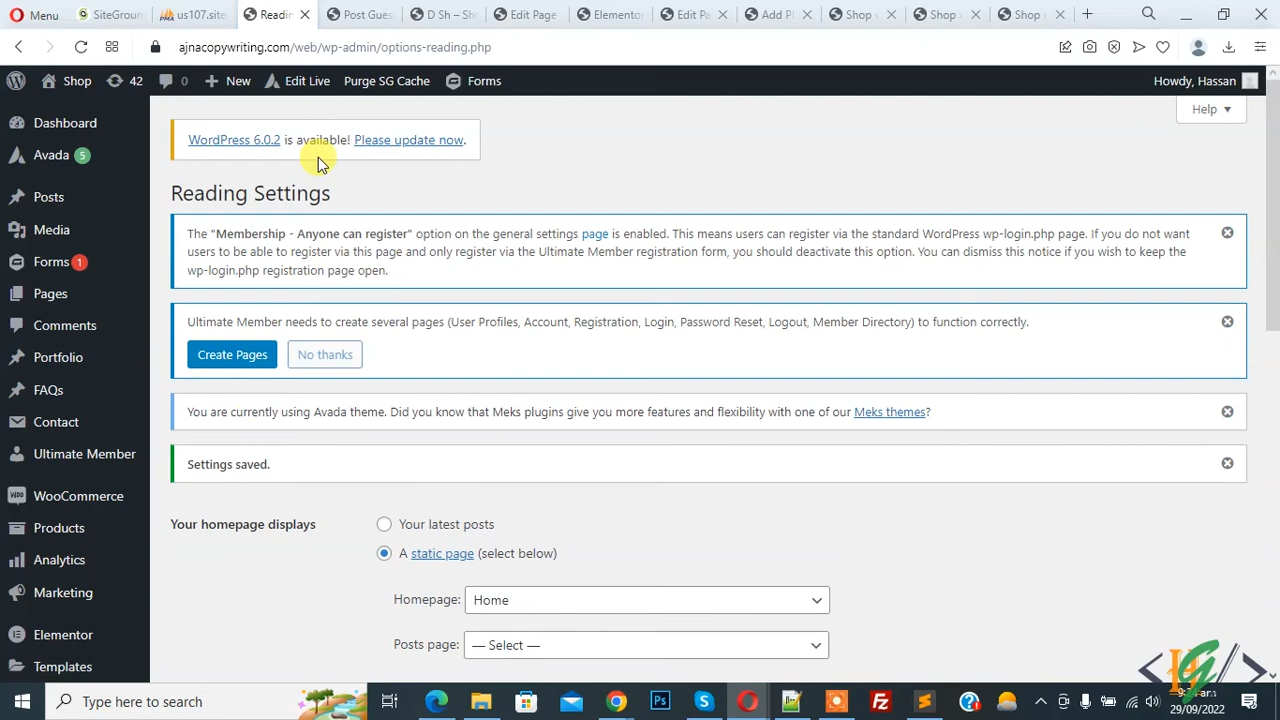 Menu
SiteGroun
us107.site
Readin
Post Gues
D Sh – Sh
Edit Page
Elementor
Edit Pa
Add Pl
Shop
Shop
Shop
ajnacopywriting.com/web/wp-admin/options-reading.php
Shop
42
0
New
Edit Live
Purge SG Cache
Forms
Howdy, Hassan
Help
Dashboard
Avada 5
Posts
Media
Forms 1
Pages
Comments
Portfolio
FAQs
Contact
Ultimate Member
WooCommerce
Products
Analytics
Marketing
Elementor
Templates
WordPress 6.0.2 is available! Please update now.
Reading Settings
The "Membership - Anyone can register" option on the general settings page is enabled. This means users can register via the standard WordPress wp-login.php page. If you do not want
users to be able to register via this page and only register via the Ultimate Member registration form, you should deactivate this option. You can dismiss this notice if you wish to keep the
wp-login.php registration page open.
Ultimate Member needs to create several pages (User Profiles, Account, Registration, Login, Password Reset, Logout, Member Directory) to function correctly.
Create Pages
No thanks
You are currently using Avada theme. Did you know that Meks plugins give you more features and flexibility with one of our Meks themes?
Settings saved.
Your homepage displays
Your latest posts
A static page (select below)
Homepage: Home
Posts page: — Select —
Type here to search
29/09/2022